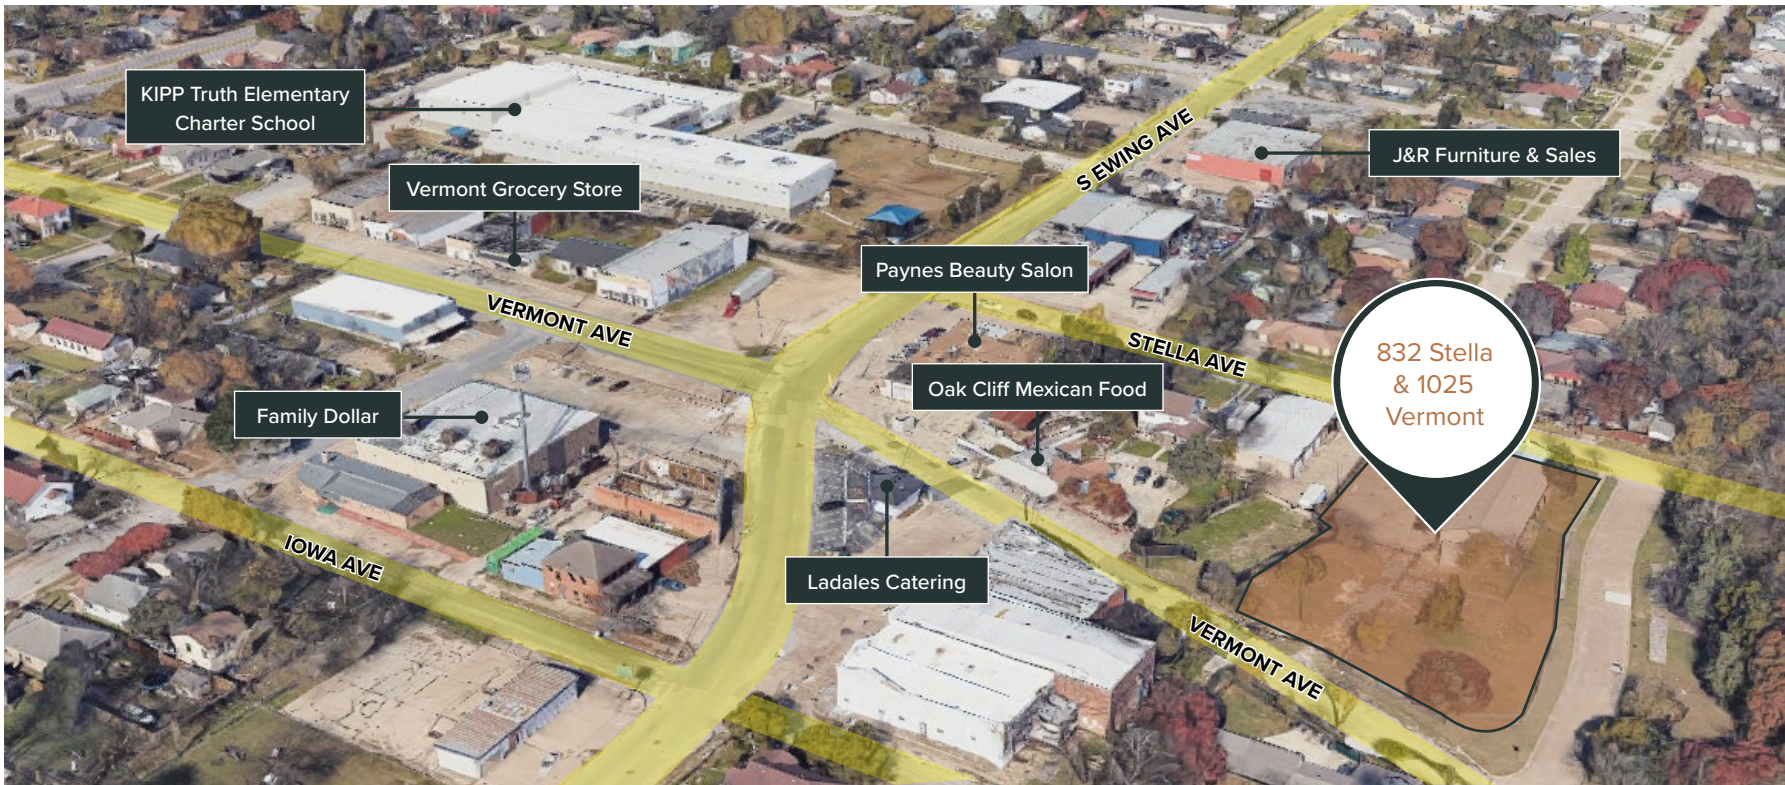 KIPP Truth Elementary
Charter School
S EWING AVE
J&R Furniture & Sales
Vermont Grocery Store
Paynes Beauty Salon
VERMONT AVE
STELLA AVE
832 Stella
& 1025
Vermont
Oak Cliff Mexican Food
Family Dollar
IOWA AVE
Ladales Catering
VERMONT AVE